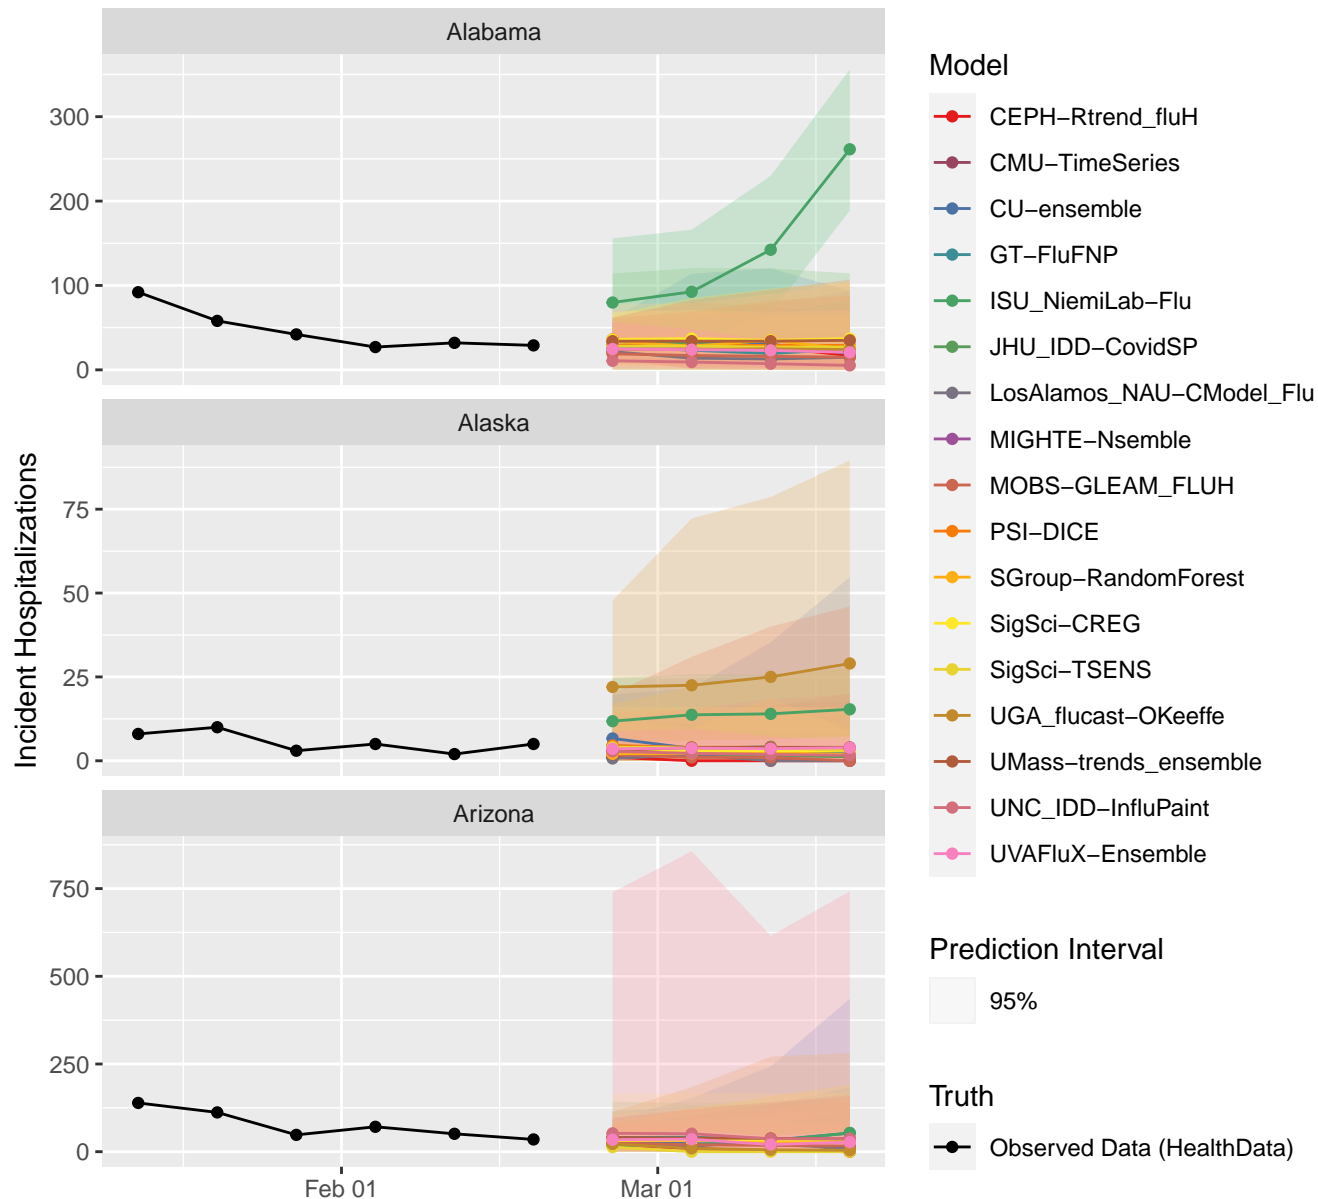 Alabama
300
200
100
0
Alaska
75
50
25
0
Arizona
750
500
250
0
Feb 01
Mar 01
Incident Hospitalizations
Model
CEPH−Rtrend_fluH
CMU−TimeSeries
CU−ensemble
GT−FluFNP
ISU_NiemiLab−Flu
JHU_IDD−CovidSP
LosAlamos_NAU−CModel_Flu
MIGHTE−Nsemble
MOBS−GLEAM_FLUH
PSI−DICE
SGroup−RandomForest
SigSci−CREG
SigSci−TSENS
UGA_flucast−OKeeffe
UMass−trends_ensemble
UNC_IDD−InfluPaint
UVAFluX−Ensemble
Prediction Interval
95%
Truth
Observed Data (HealthData)